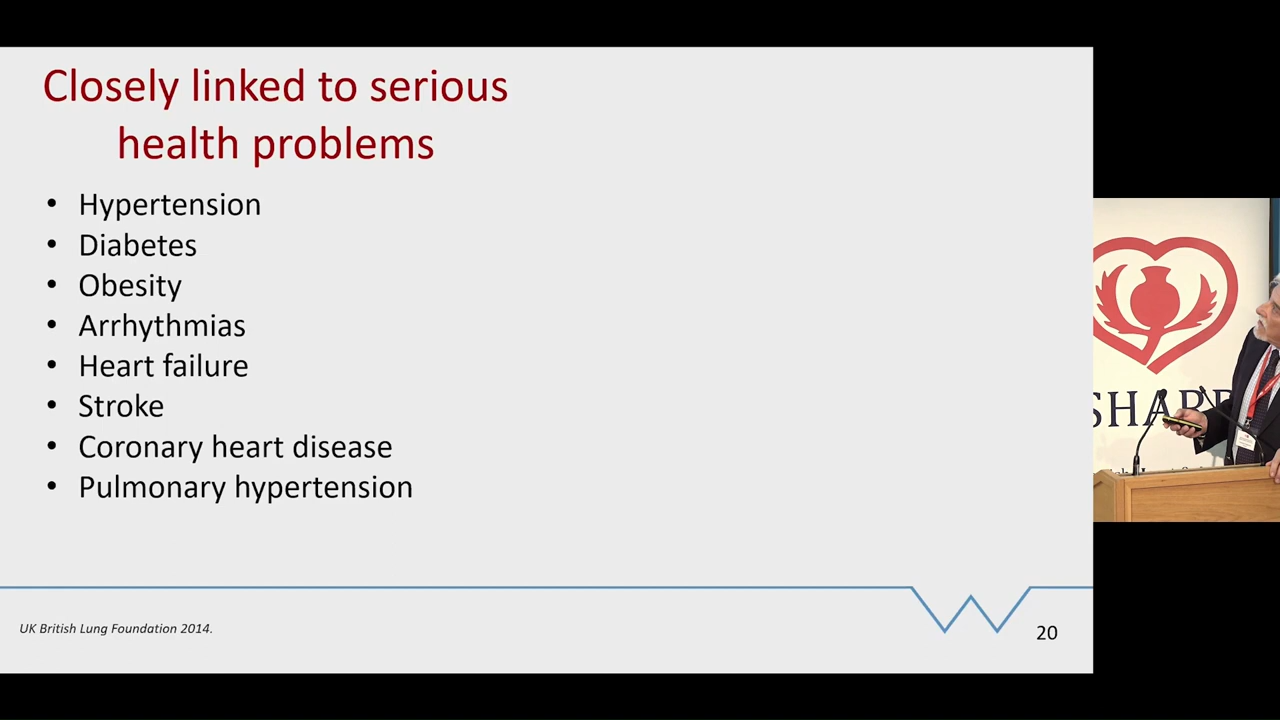 Closely linked to serious
health problems
• Hypertension
• Diabetes
• Obesity
• Arrhythmias
• Heart failure
• Stroke
• Coronary heart disease
• Pulmonary hypertension
UK British Lung Foundation 2014.
20
SHARP